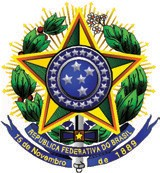 REPÚBLICA FEDERATIVA DO BRASIL
15 de Novembro de 1889